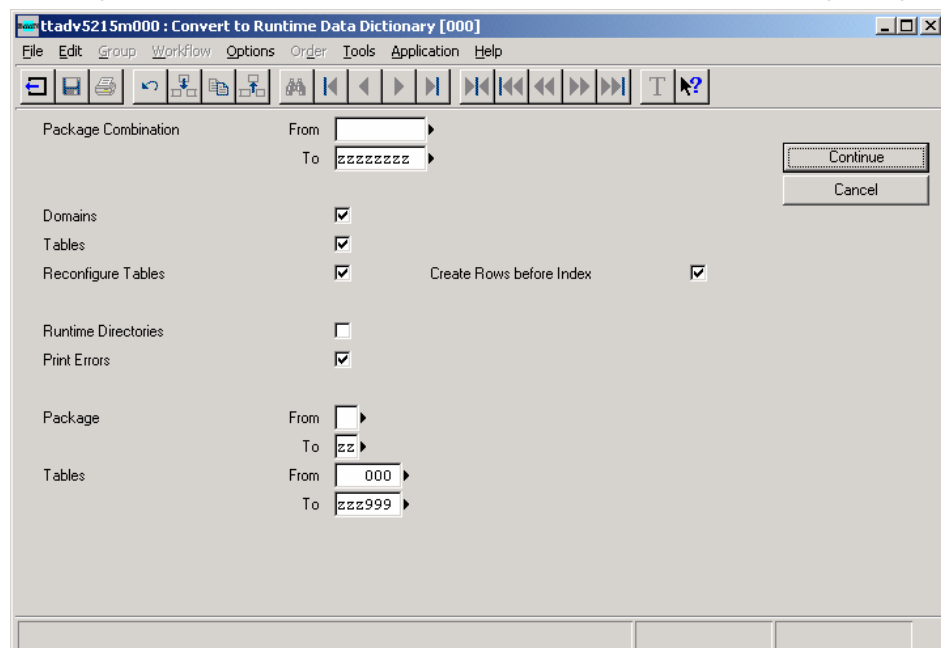 ttadv5215m000 : Convert to Runtime Data Dictionary [000]
File Edit Group Workflow Options Order Tools Application Help
T ?
Package Combination From
To zzzzzzzz
Continue
Cancel
Domains
Tables
Reconfigure Tables Create Rows before Index
Runtime Directories
Print Errors
Package From
To zz
Tables From 000
To zzz999